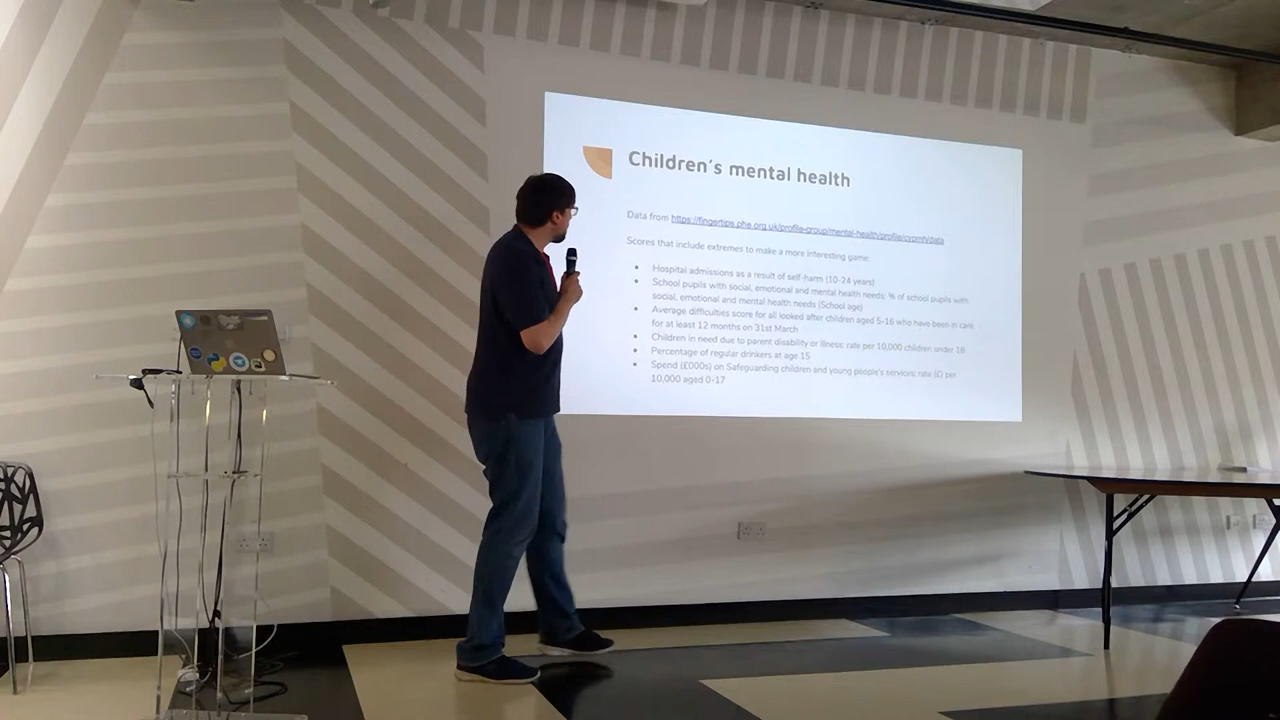 Children's mental health
Data from https://fingertips.phe.org.uk/profile-group/mental-health/profile/cypmh/data
Scores that include extremes to make a more interesting game:
• Hospital admissions as a result of self-harm (10-24 years)
• School pupils with social, emotional and mental health needs: % of school pupils with
social, emotional and mental health needs (School age)
• Average difficulties score for all looked after children aged 5-16 who have been in care
for at least 12 months on 31st March
• Children in need due to parent disability or illness: rate per 10,000 children under 18
• Percentage of regular drinkers at age 15
• Spend (£000s) on Safeguarding children and young people's services: rate (£) per
10,000 aged 0-17